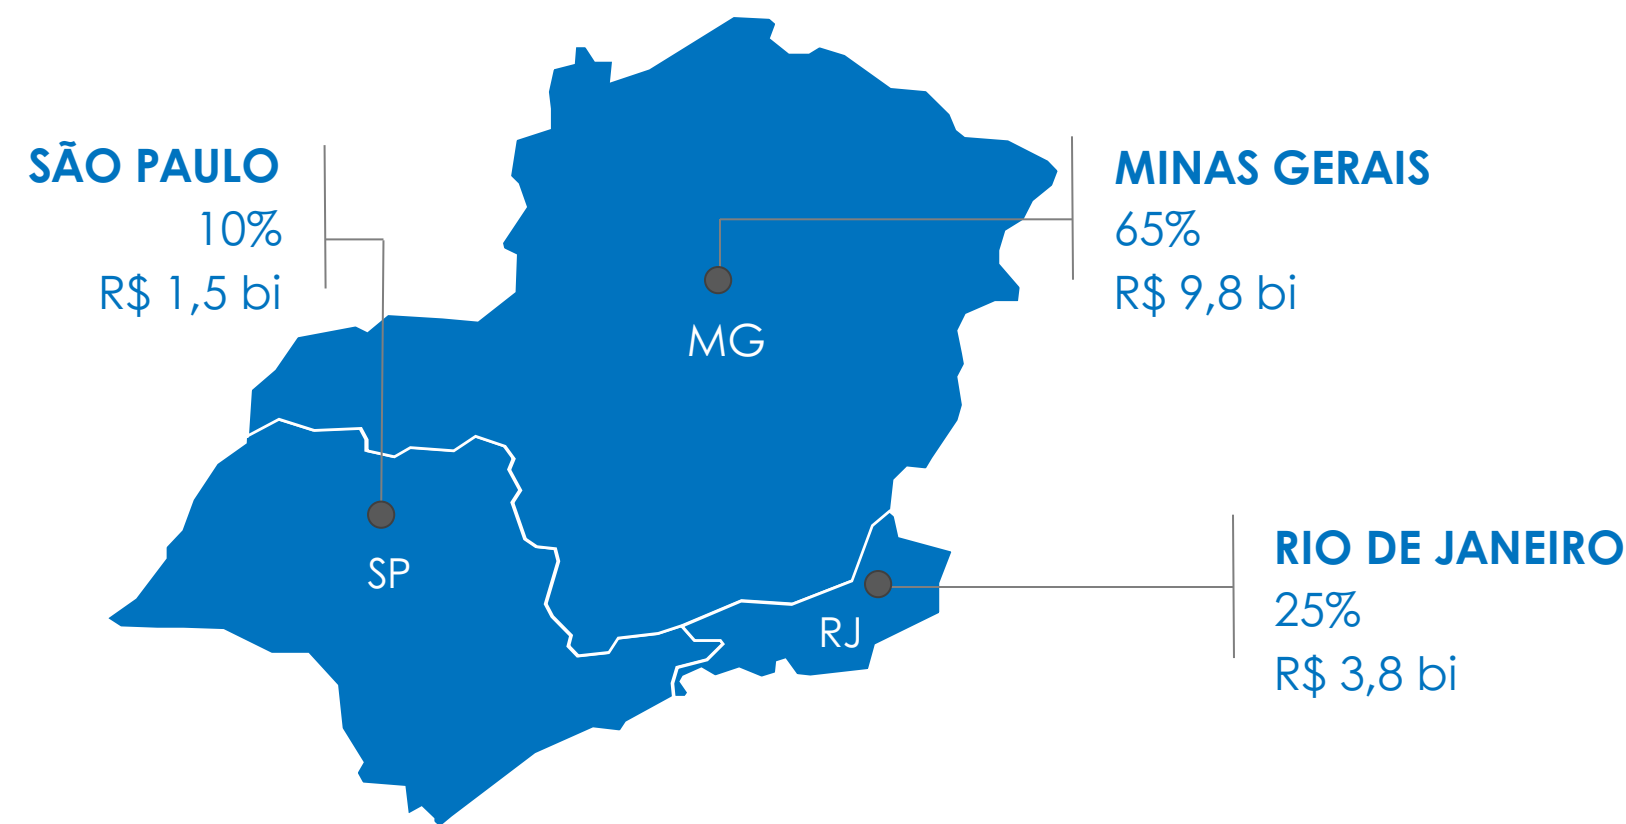 SÃO PAULO
10%
R$ 1,5 bi
MINAS GERAIS
65%
R$ 9,8 bi
MG
SP
RIO DE JANEIRO
25%
R$ 3,8 bi
RJ